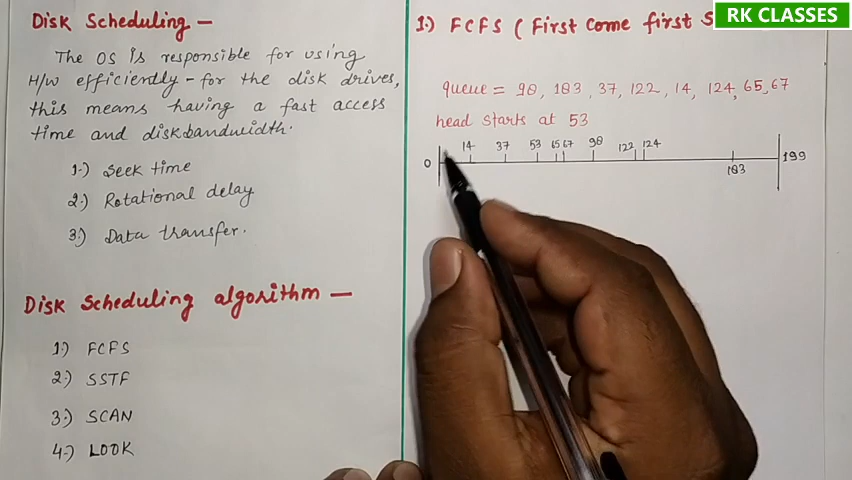 Disk Scheduling -
The OS is responsible for using
H/W efficiently - for the disk drives,
this means having a fast access
time and disk bandwidth.
1.) Seek time
2.) Rotational delay
3.) Data transfer.
Disk Scheduling algorithm -
1.) FCFS
2.) SSTF
3.) SCAN
4.) LOOK
RK CLASSES
1.) FCFS ( First Come first S
queue = 98, 183, 37, 122, 14, 124, 65, 67
head starts at 53
0 14 37 53 65 67 98 122 124 183 199